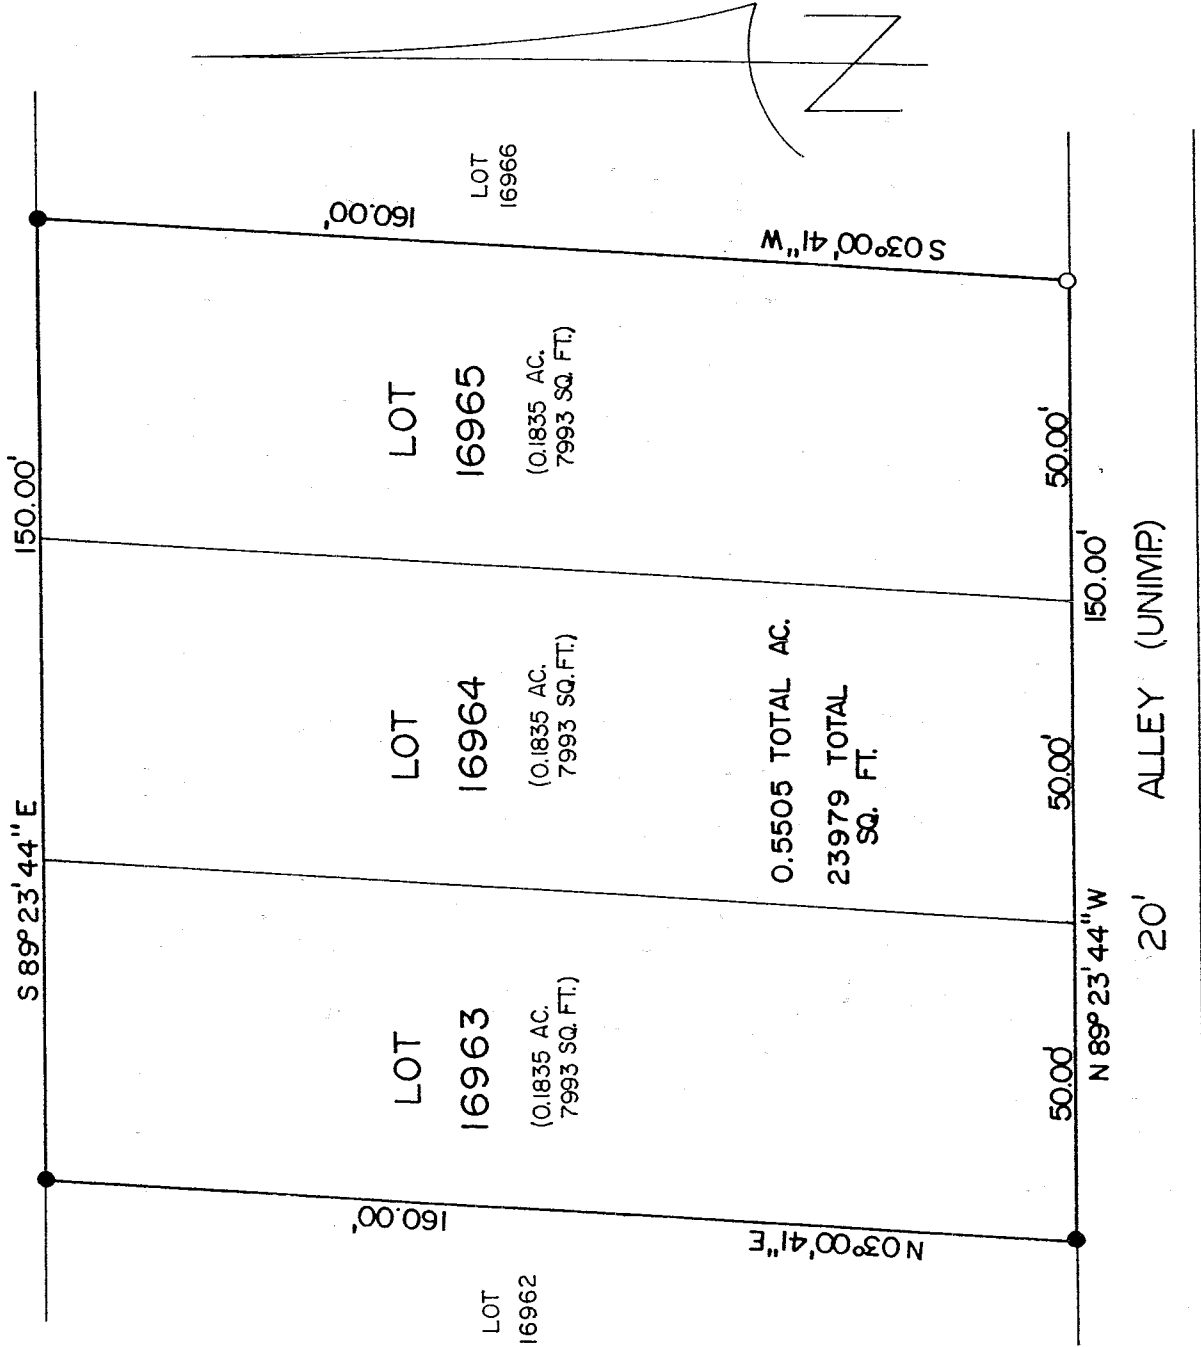 S 89° 23' 44" E
150.00'
LOT
16962
N 03° 00' 41" E
160.00'
LOT
16963
(0.1835 AC.
7993 SQ. FT.)
LOT
16964
(0.1835 AC.
7993 SQ. FT.)
LOT
16965
(0.1835 AC.
7993 SQ. FT.)
160.00'
S 03° 00' 41" W
LOT
16966
N
0.5505 TOTAL AC.
23979 TOTAL
SQ. FT.
50.00'
50.00'
50.00'
N 89° 23' 44" W
150.00'
20' ALLEY (UNIMP.)